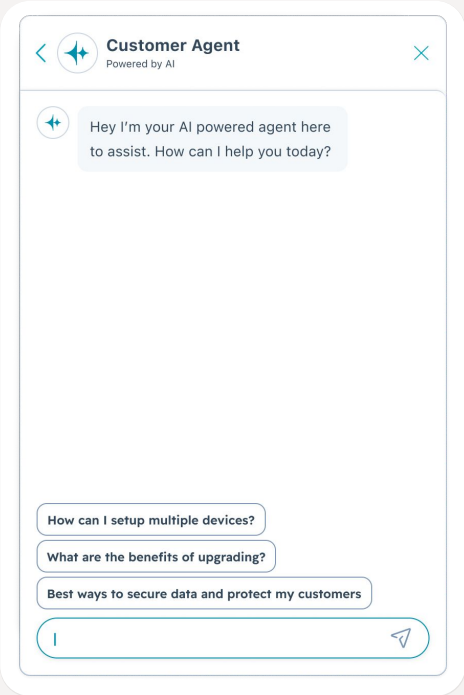 Customer Agent
Powered by AI
Hey I’m your AI powered agent here
to assist. How can I help you today?
How can I setup multiple devices?
What are the benefits of upgrading?
Best ways to secure data and protect my customers